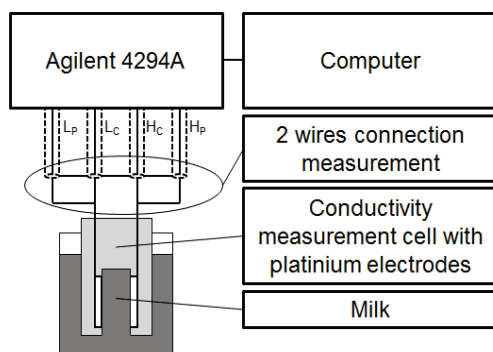 Agilent 4294A
Computer
LP
LC
HC
HP
2 wires connection
measurement
Conductivity
measurement cell with
platinium electrodes
Milk